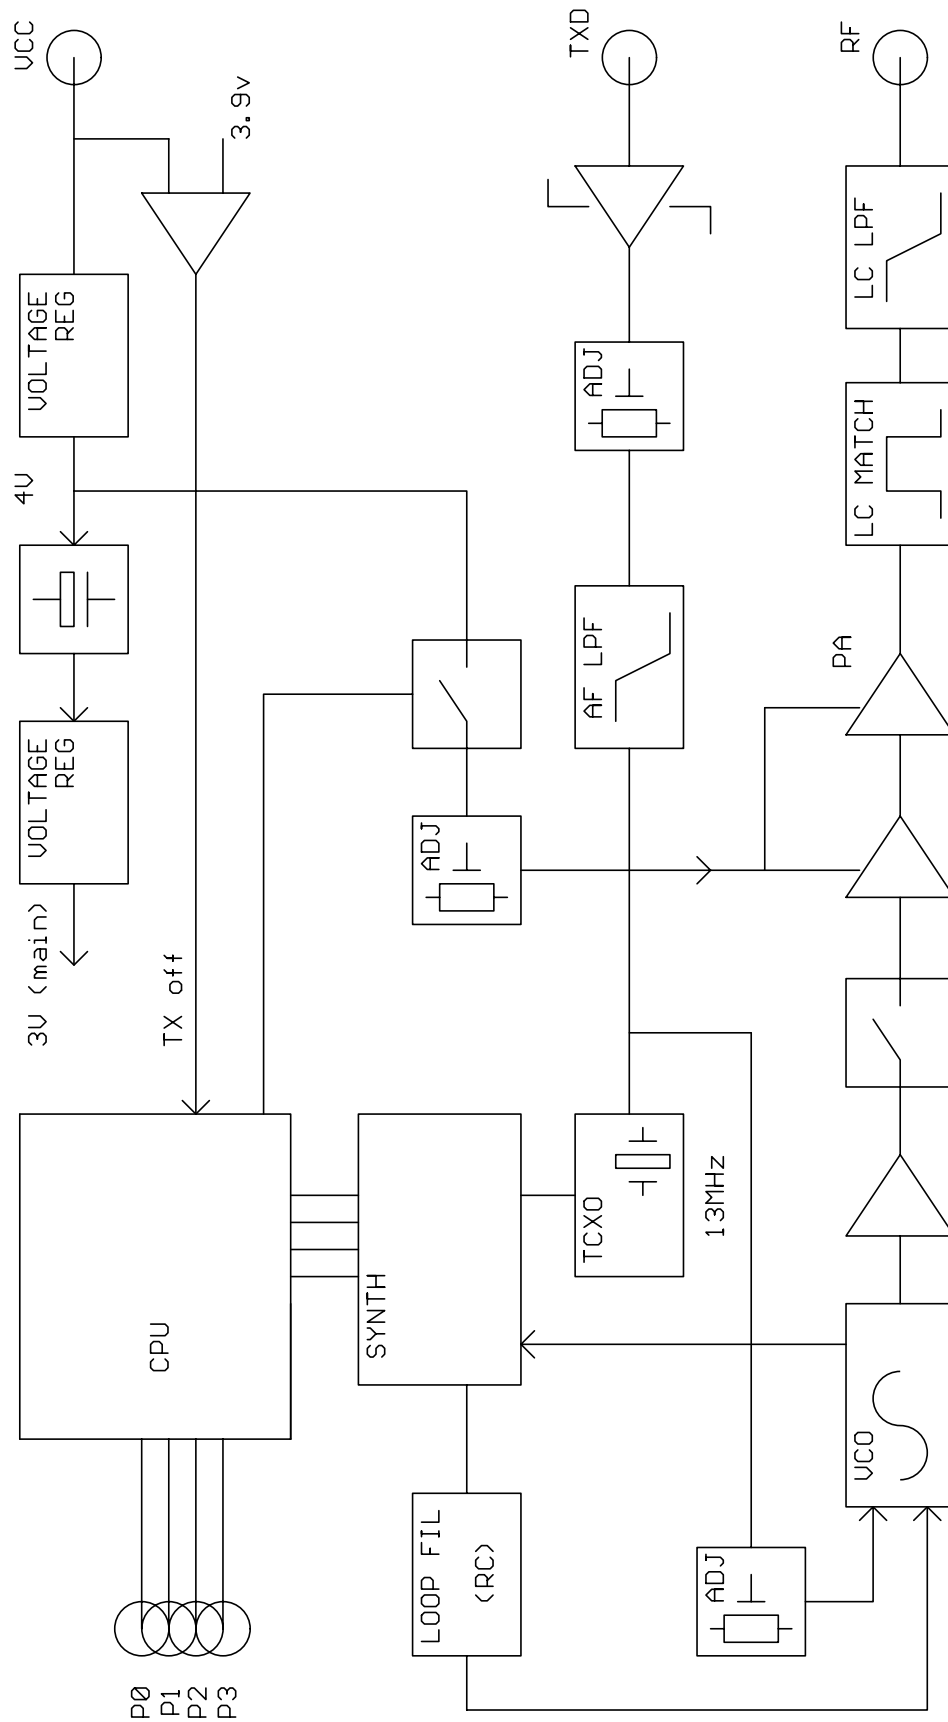 P0
P1
P2
P3
CPU
TX off
3V (main)
VOLTAGE
REG
4V
VOLTAGE
REG
VCC
3.9v
LOOP FIL
(RC)
SYNTH
ADJ
TCXO
13MHz
AF LPF
ADJ
TXD
ADJ
VCO
PA
LC MATCH
LC LPF
RF